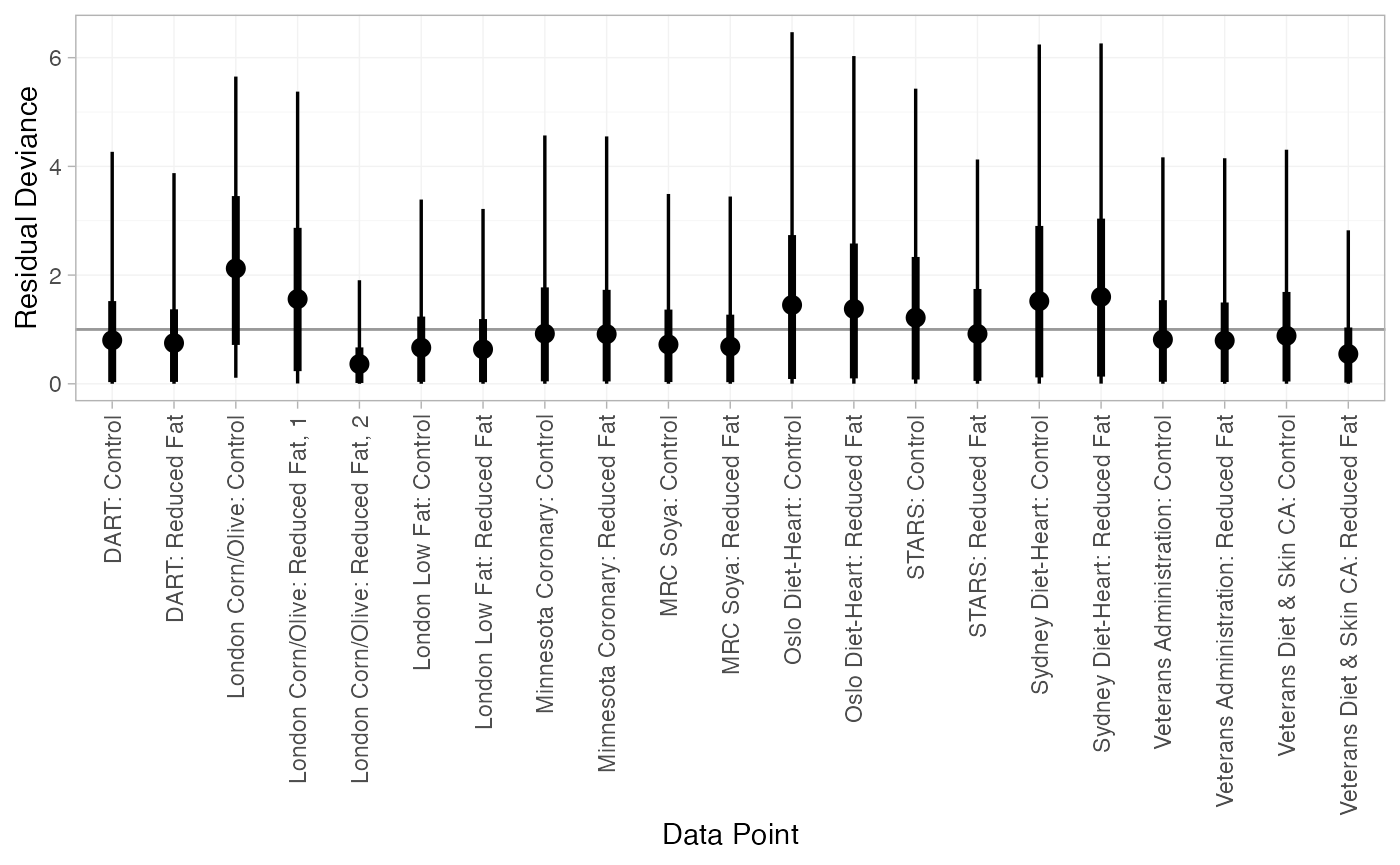 Residual Deviance
6
4
2
0
DART: Control
DART: Reduced Fat
London Corn/Olive: Control
London Corn/Olive: Reduced Fat, 1
London Corn/Olive: Reduced Fat, 2
London Low Fat: Control
London Low Fat: Reduced Fat
Minnesota Coronary: Control
Minnesota Coronary: Reduced Fat
MRC Soya: Control
MRC Soya: Reduced Fat
Oslo Diet-Heart: Control
Oslo Diet-Heart: Reduced Fat
STARS: Control
STARS: Reduced Fat
Sydney Diet-Heart: Control
Sydney Diet-Heart: Reduced Fat
Veterans Administration: Control
Veterans Administration: Reduced Fat
Veterans Diet & Skin CA: Control
Veterans Diet & Skin CA: Reduced Fat
Data Point